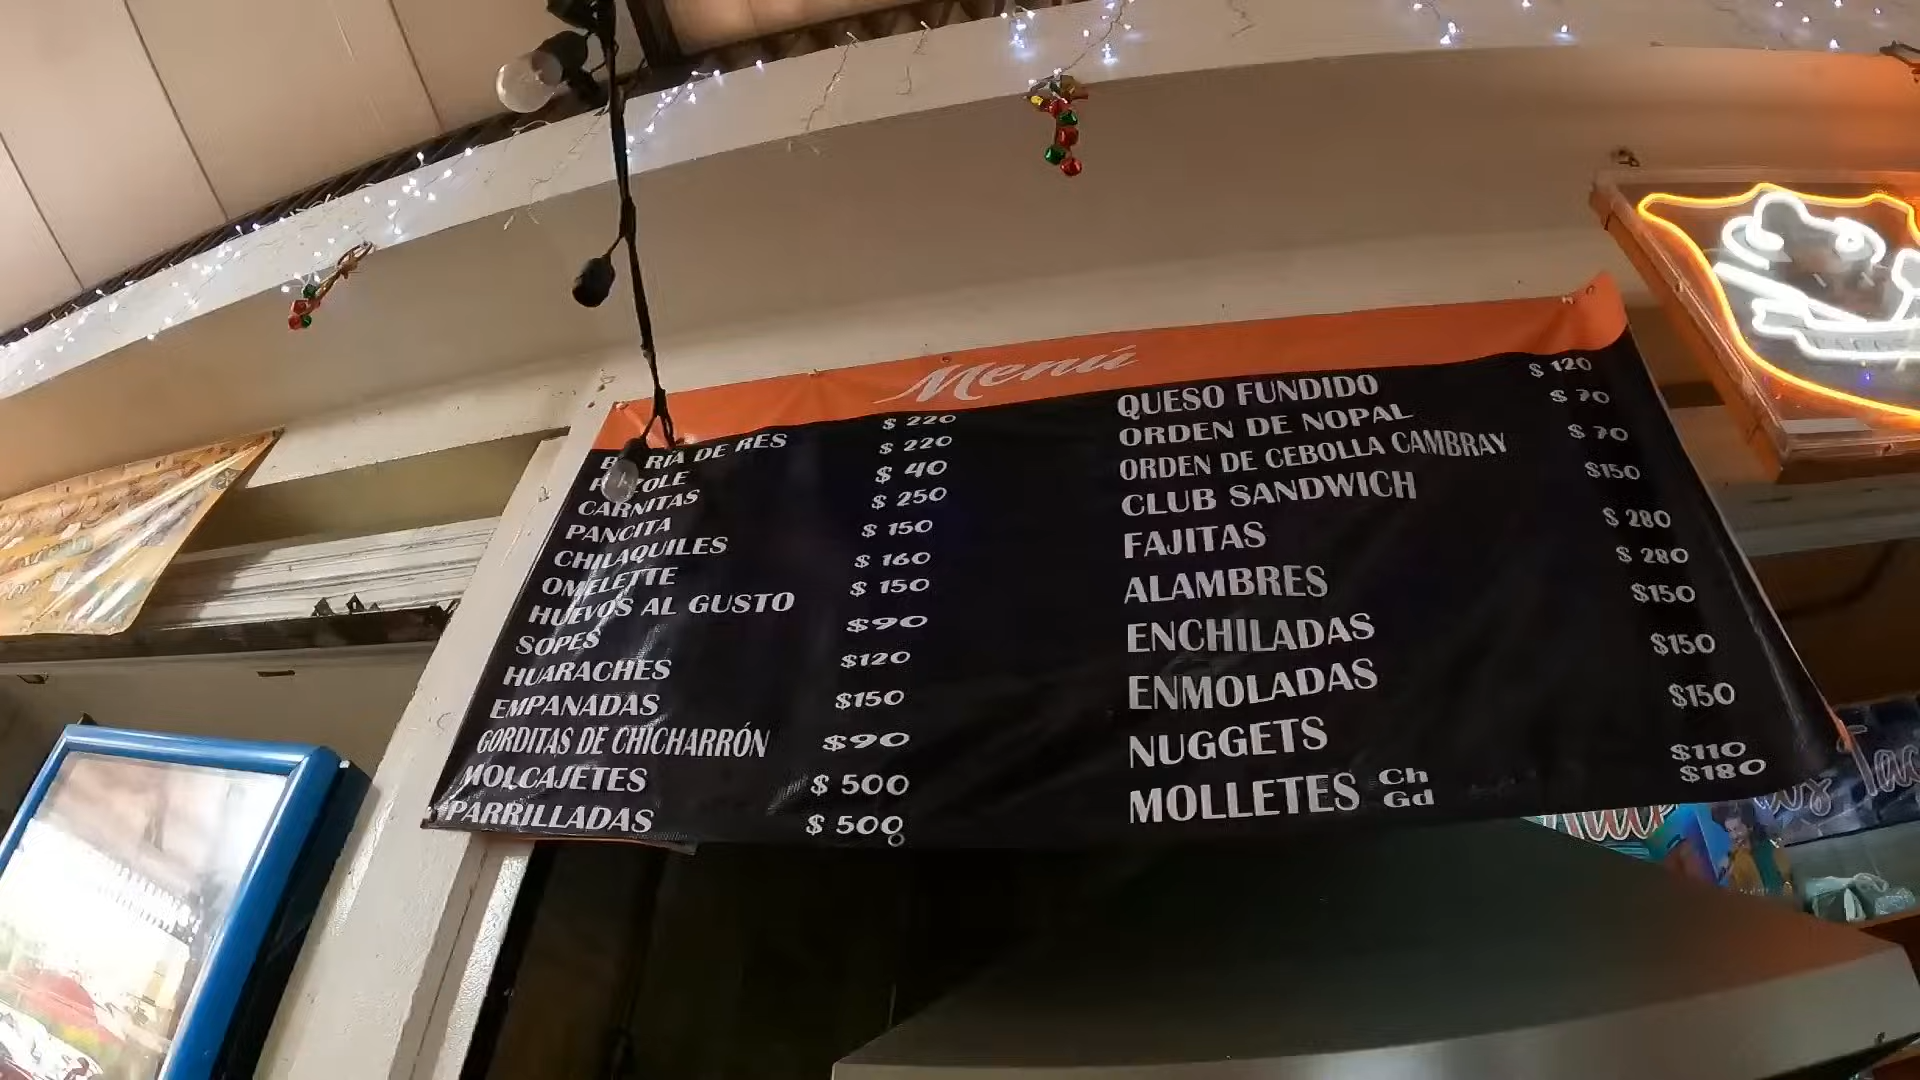 Menú
BIRRIA DE RES $ 220
POZOLE $ 220
CARNITAS $ 40
PANCITA $ 250
CHILAQUILES $ 150
OMELETTE $ 160
HUEVOS AL GUSTO $ 150
SOPES $90
HUARACHES $120
EMPANADAS $150
GORDITAS DE CHICHARRÓN $90
MOLCAJETES $ 500
PARRILLADAS $ 500
QUESO FUNDIDO $ 120
ORDEN DE NOPAL $ 70
ORDEN DE CEBOLLA CAMBRAY $ 70
CLUB SANDWICH $150
FAJITAS $ 280
ALAMBRES $ 280
ENCHILADAS $150
ENMOLADAS $150
NUGGETS $150
MOLLETES Ch $110
Gd $180